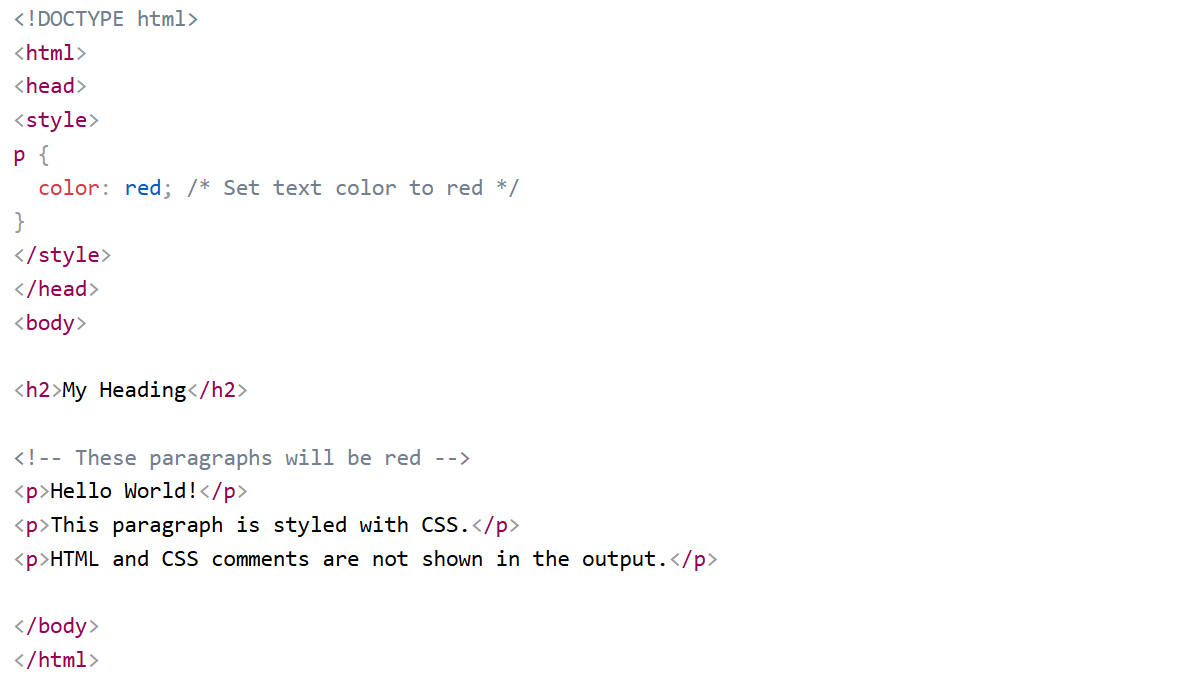 <!DOCTYPE html>
<html>
<head>
<style>
p {
  color: red; /* Set text color to red */
}
</style>
</head>
<body>

<h2>My Heading</h2>

<!-- These paragraphs will be red -->
<p>Hello World!</p>
<p>This paragraph is styled with CSS.</p>
<p>HTML and CSS comments are not shown in the output.</p>

</body>
</html>